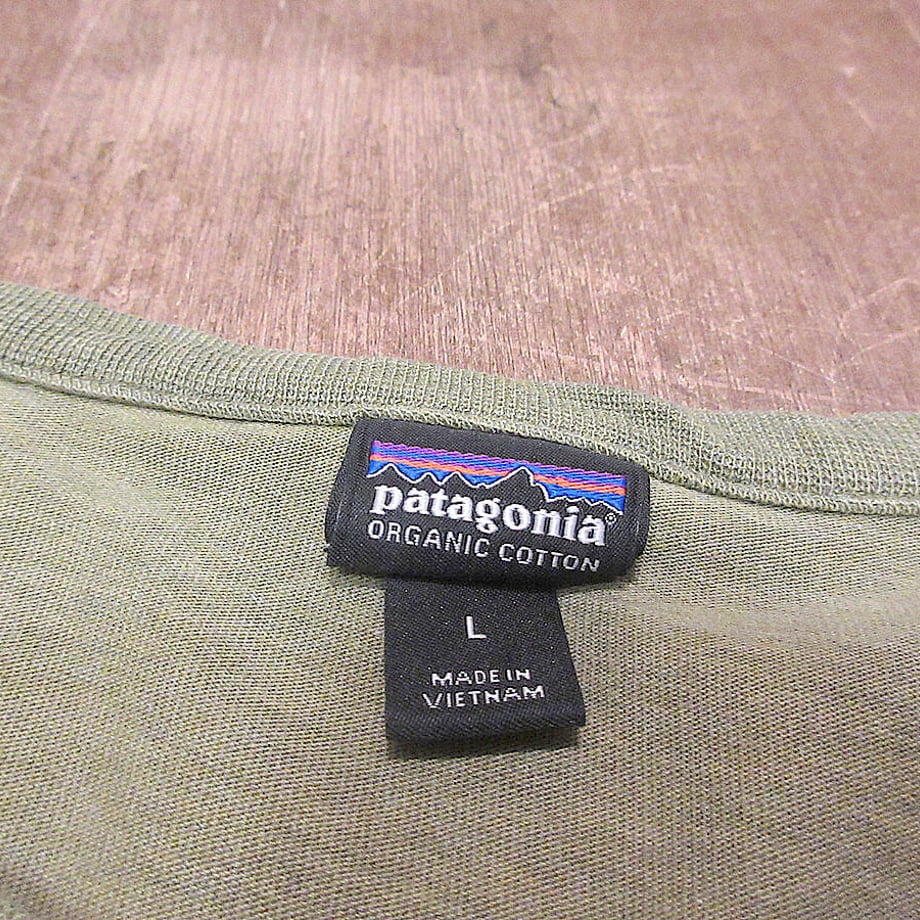 patagonia®
ORGANIC COTTON
L
MADE IN
VIETNAM